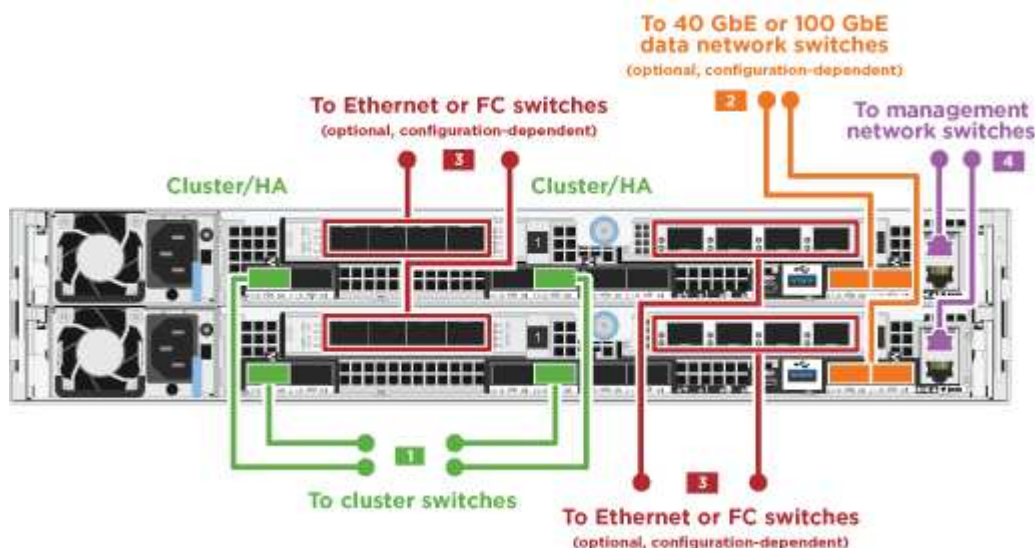 To 40 GbE or 100 GbE
data network switches
(optional, configuration-dependent)
2
To Ethernet or FC switches
(optional, configuration-dependent)
3
To management
network switches
4
Cluster/HA
Cluster/HA
1
1
1
To cluster switches
3
To Ethernet or FC switches
(optional, configuration-dependent)